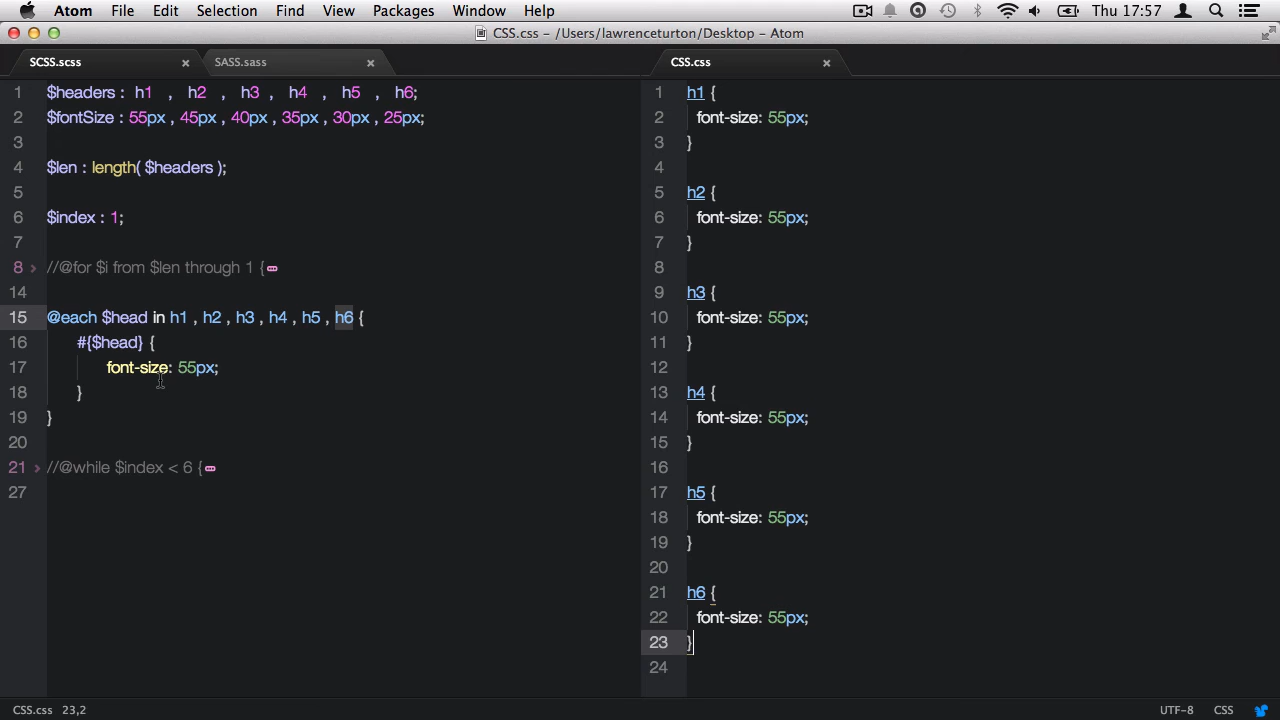 Atom File Edit Selection Find View Packages Window Help Thu 17:57
CSS.css - /Users/lawrenceturton/Desktop - Atom
SCSS.scss SASS.sass
1 $headers : h1 , h2 , h3 , h4 , h5 , h6;
2 $fontSize : 55px , 45px , 40px , 35px , 30px , 25px;
3
4 $len : length( $headers );
5
6 $index : 1;
7
8 //@for $i from $len through 1 {
14
15 @each $head in h1 , h2 , h3 , h4 , h5 , h6 {
16 #{$head} {
17 font-size: 55px;
18 }
19 }
20
21 //@while $index < 6 {
27
CSS.css
1 h1 {
2 font-size: 55px;
3 }
4
5 h2 {
6 font-size: 55px;
7 }
8
9 h3 {
10 font-size: 55px;
11 }
12
13 h4 {
14 font-size: 55px;
15 }
16
17 h5 {
18 font-size: 55px;
19 }
20
21 h6 {
22 font-size: 55px;
23 }
24
CSS.css 23,2 UTF-8 CSS